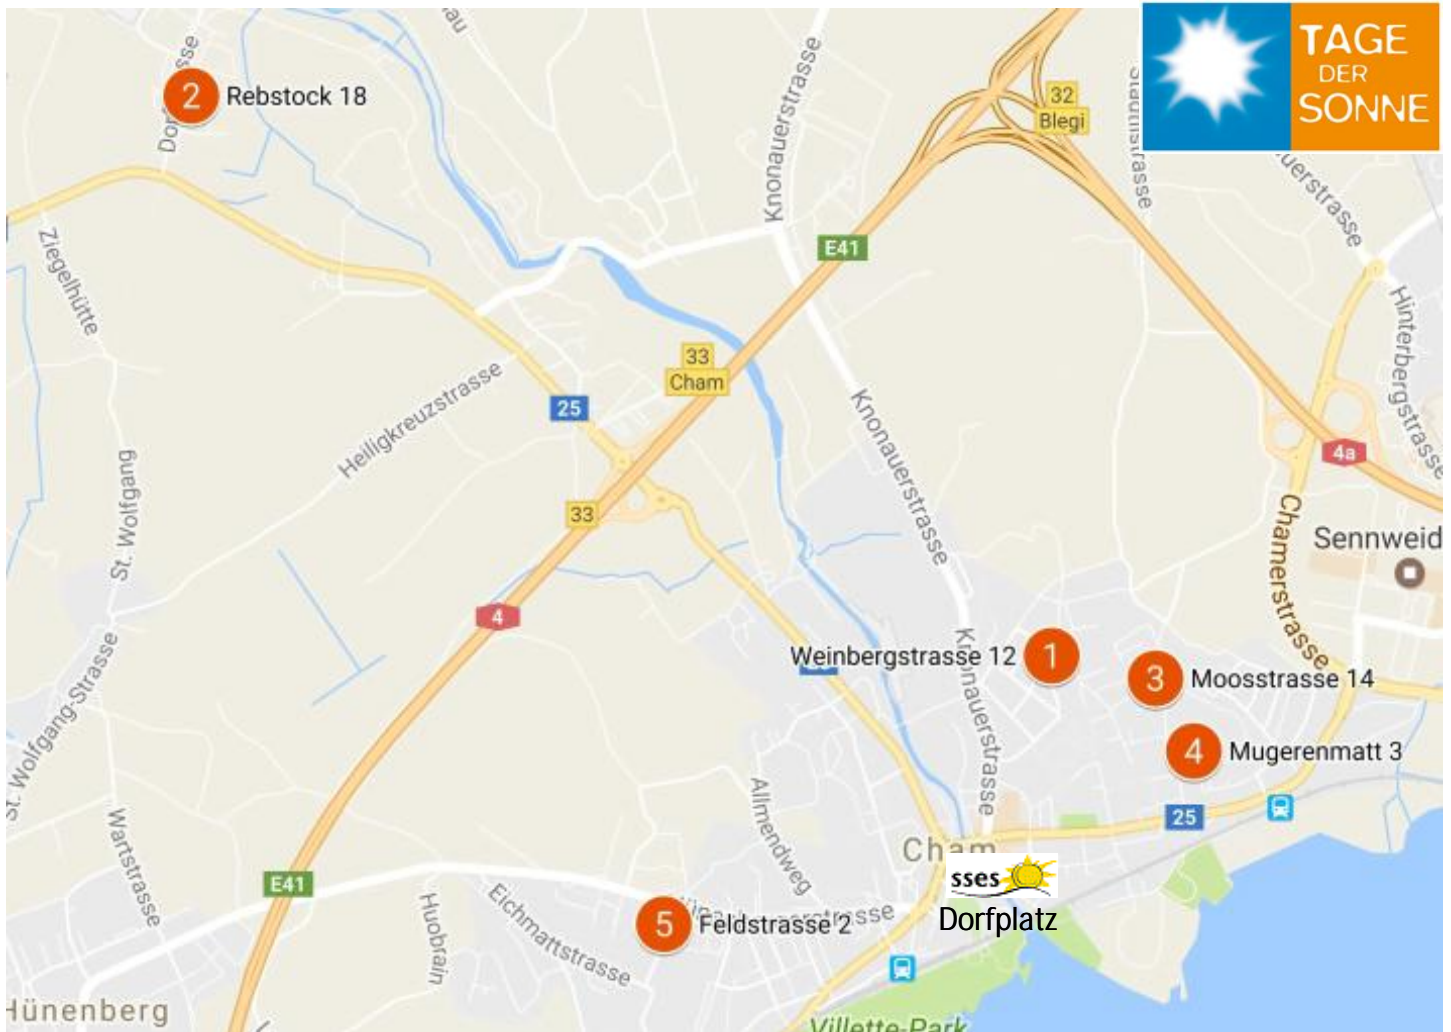 TAGE
DER
SONNE
2
Rebstock 18
32
Blegi
Knonauerstrasse
E41
Ziegelhütte
Hinterbergstrasse
33
Cham
25
Heiligkreuzstrasse
Knonauerstrasse
4a
St. Wolfgang
33
Chamerstrasse
Sennweid
4
Weinbergstrasse 12
1
Knonauerstrasse
3
Moosstrasse 14
St. Wolfgang-Strasse
4
Mugerenmatt 3
Allmendweg
25
Wartstrasse
Cham
E41
sses
Huobrain
Eichmattstrasse
5
Feldstrasse 2
Dorfplatz
Hünenberg
Villette-Park